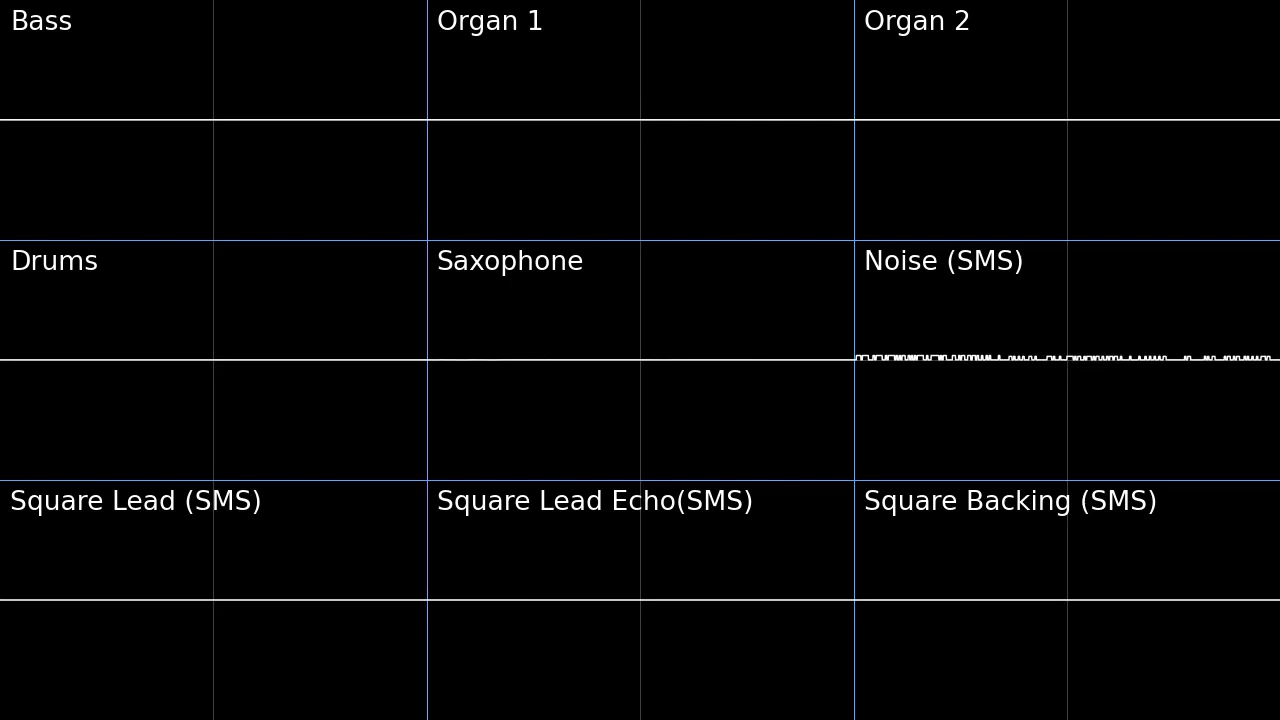 Bass
Organ 1
Organ 2
Drums
Saxophone
Noise (SMS)
Square Lead (SMS)
Square Lead Echo(SMS)
Square Backing (SMS)